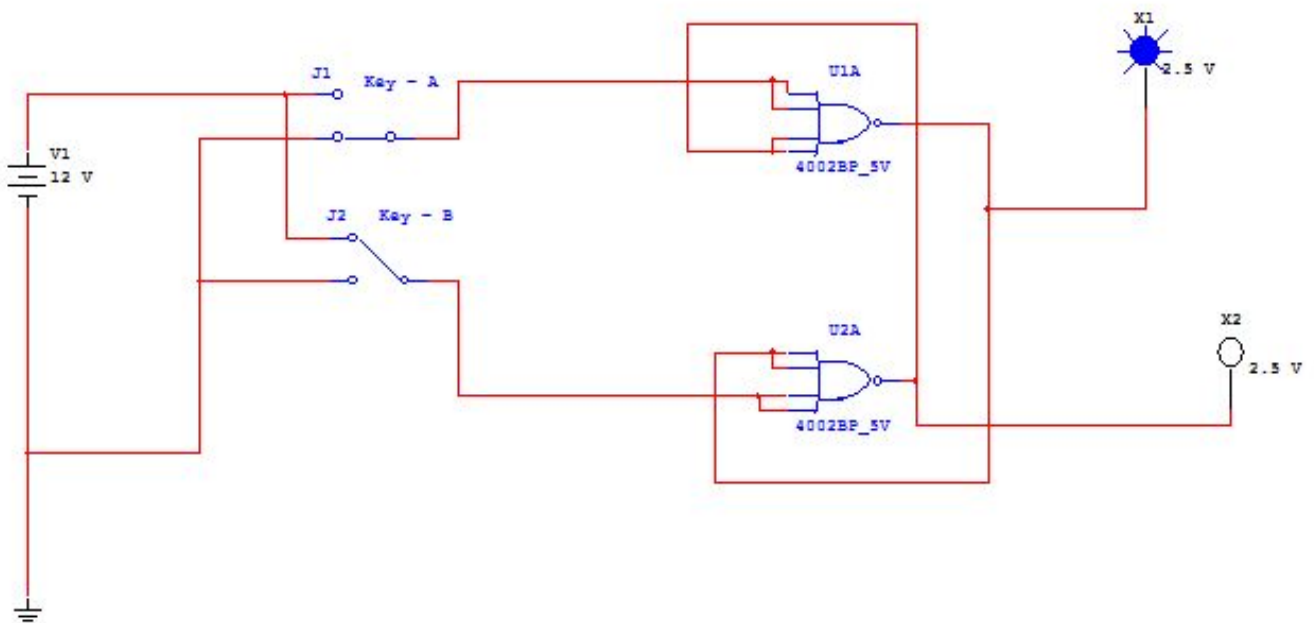 X1
2.5 V
J1
Key - A
U1A
4002BP_5V
V1
12 V
J2
Key - B
U2A
4002BP_5V
X2
2.5 V